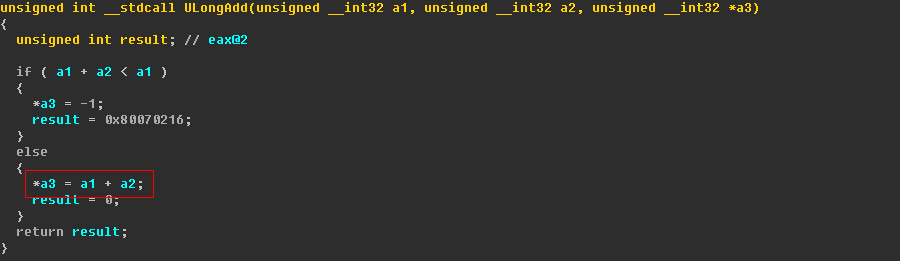 unsigned int __stdcall ULongAdd(unsigned __int32 a1, unsigned __int32 a2, unsigned __int32 *a3)
{
  unsigned int result; // eax@2

  if ( a1 + a2 < a1 )
  {
    *a3 = -1;
    result = 0x80070216;
  }
  else
  {
    *a3 = a1 + a2;
    result = 0;
  }
  return result;
}